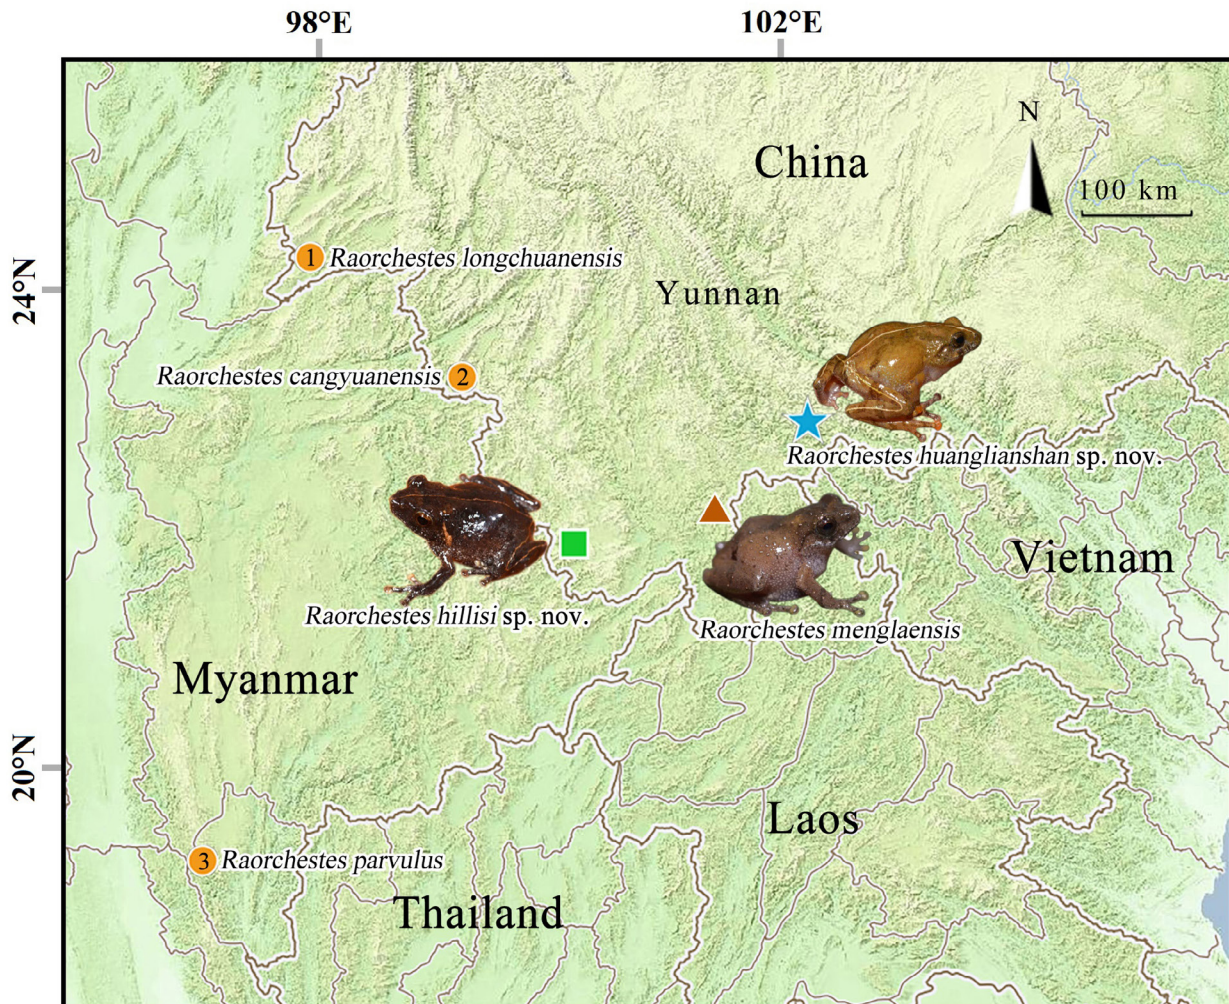 98°E
102°E
N
China
100 km
1
Raorchestes longchuanensis
24°N
Yunnan
Raorchestes cangyuanensis
2
Raorchestes huanglianshan sp. nov.
Vietnam
Raorchestes hillisi sp. nov.
Raorchestes menglaensis
Myanmar
20°N
Laos
3
Raorchestes parvulus
Thailand